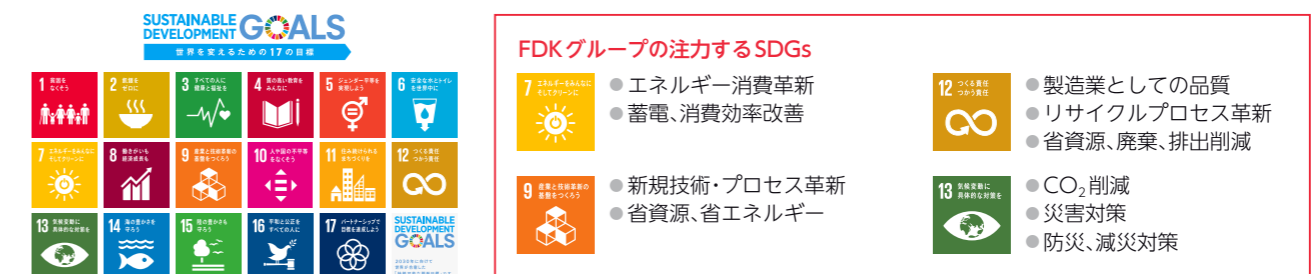 SUSTAINABLE
DEVELOPMENT
GOALS
世界を変えるための17の目標
1 貧困を
なくそう
2 飢餓を
ゼロに
3 すべての人に
健康と福祉を
4 質の高い教育を
みんなに
5 ジェンダー平等を
実現しよう
6 安全な水とトイレ
を世界中に
7 エネルギーをみんなに
そしてクリーンに
8 働きがいも
経済成長も
9 産業と技術革新の
基盤をつくろう
10 人や国の不平等
をなくそう
11 住み続けられる
まちづくりを
12 つくる責任
つかう責任
13 気候変動に
具体的な対策を
14 海の豊かさを
守ろう
15 陸の豊かさも
守ろう
16 平和と公正を
すべての人に
17 パートナーシップで
目標を達成しよう
SUSTAINABLE
DEVELOPMENT
GOALS
2030年に向けて
世界が合意した
FDKグループの注力するSDGs
7 エネルギーをみんなに
そしてクリーンに
●エネルギー消費革新
●蓄電、消費効率改善
9 産業と技術革新の
基盤をつくろう
●新規技術・プロセス革新
●省資源、省エネルギー
12 つくる責任
つかう責任
●製造業としての品質
●リサイクルプロセス革新
●省資源、廃棄、排出削減
13 気候変動に
具体的な対策を
●CO₂削減
●災害対策
●防災、減災対策